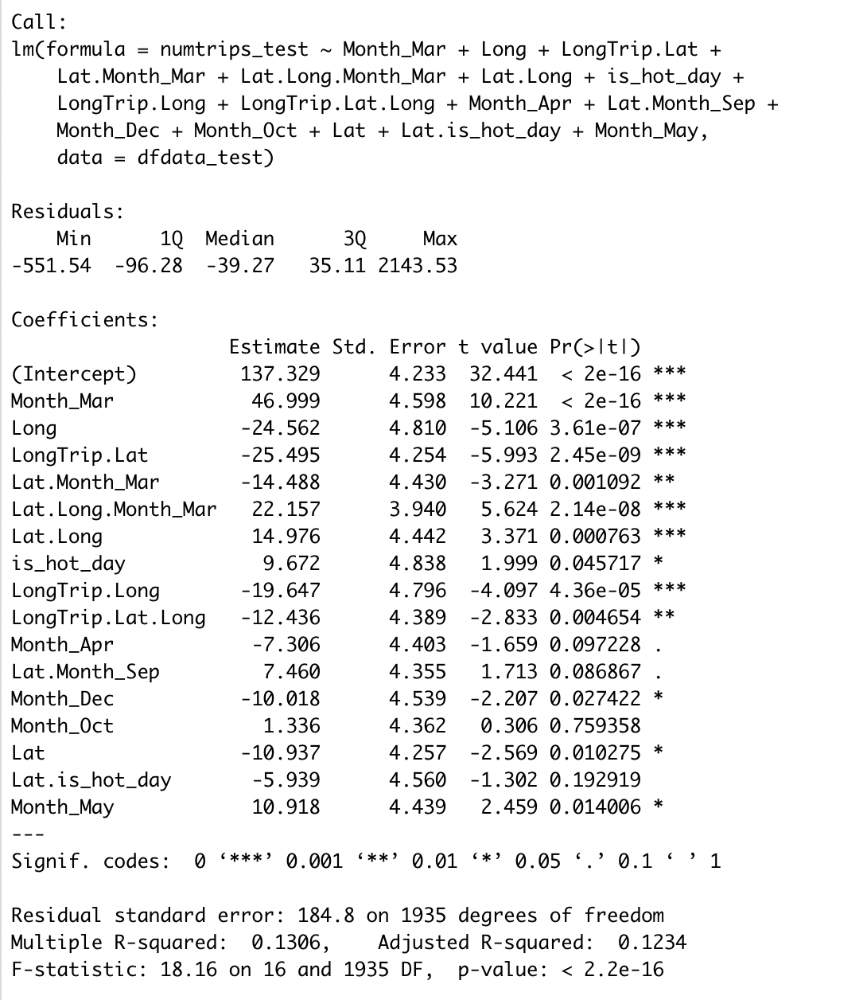 Call:
lm(formula = numtrips_test ~ Month_Mar + Long + LongTrip.Lat +
    Lat.Month_Mar + Lat.Long.Month_Mar + Lat.Long + is_hot_day +
    LongTrip.Long + LongTrip.Lat.Long + Month_Apr + Lat.Month_Sep +
    Month_Dec + Month_Oct + Lat + Lat.is_hot_day + Month_May,
    data = dfdata_test)

Residuals:
    Min      1Q  Median      3Q     Max
-551.54  -96.28  -39.27   35.11 2143.53

Coefficients:
                   Estimate Std. Error t value Pr(>|t|)
(Intercept)         137.329      4.233  32.441  < 2e-16 ***
Month_Mar            46.999      4.598  10.221  < 2e-16 ***
Long                -24.562      4.810  -5.106 3.61e-07 ***
LongTrip.Lat        -25.495      4.254  -5.993 2.45e-09 ***
Lat.Month_Mar       -14.488      4.430  -3.271 0.001092 **
Lat.Long.Month_Mar   22.157      3.940   5.624 2.14e-08 ***
Lat.Long             14.976      4.442   3.371 0.000763 ***
is_hot_day            9.672      4.838   1.999 0.045717 *
LongTrip.Long       -19.647      4.796  -4.097 4.36e-05 ***
LongTrip.Lat.Long   -12.436      4.389  -2.833 0.004654 **
Month_Apr            -7.306      4.403  -1.659 0.097228 .
Lat.Month_Sep         7.460      4.355   1.713 0.086867 .
Month_Dec           -10.018      4.539  -2.207 0.027422 *
Month_Oct             1.336      4.362   0.306 0.759358
Lat                 -10.937      4.257  -2.569 0.010275 *
Lat.is_hot_day       -5.939      4.560  -1.302 0.192919
Month_May            10.918      4.439   2.459 0.014006 *
---
Signif. codes:  0 ‘***’ 0.001 ‘**’ 0.01 ‘*’ 0.05 ‘.’ 0.1 ‘ ’ 1

Residual standard error: 184.8 on 1935 degrees of freedom
Multiple R-squared:  0.1306,    Adjusted R-squared:  0.1234
F-statistic: 18.16 on 16 and 1935 DF,  p-value: < 2.2e-16